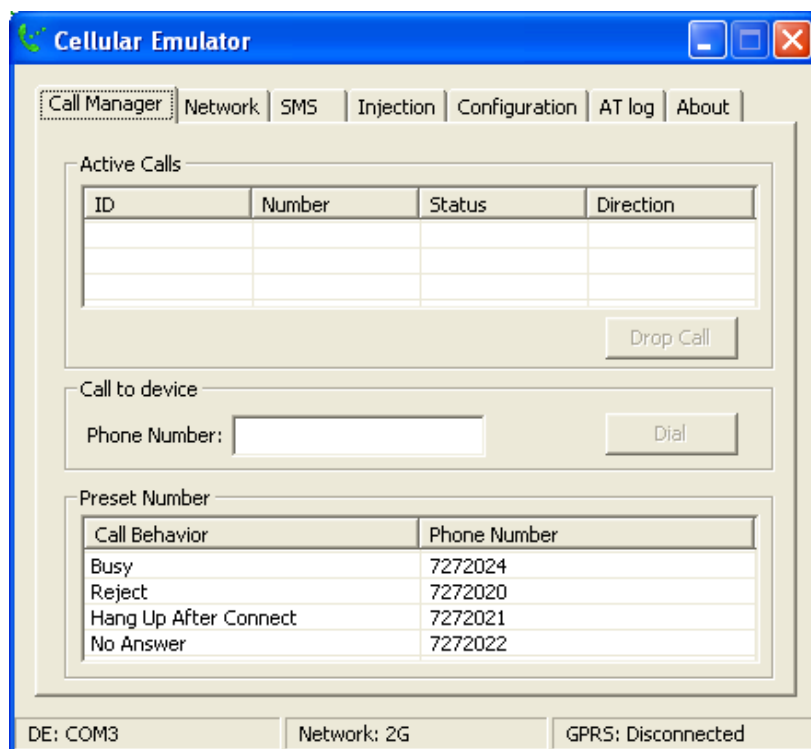 Cellular Emulator
Call Manager Network SMS Injection Configuration AT log About
Active Calls
ID Number Status Direction
Drop Call
Call to device
Phone Number: Dial
Preset Number
Call Behavior Phone Number
Busy 7272024
Reject 7272020
Hang Up After Connect 7272021
No Answer 7272022
DE: COM3 Network: 2G GPRS: Disconnected